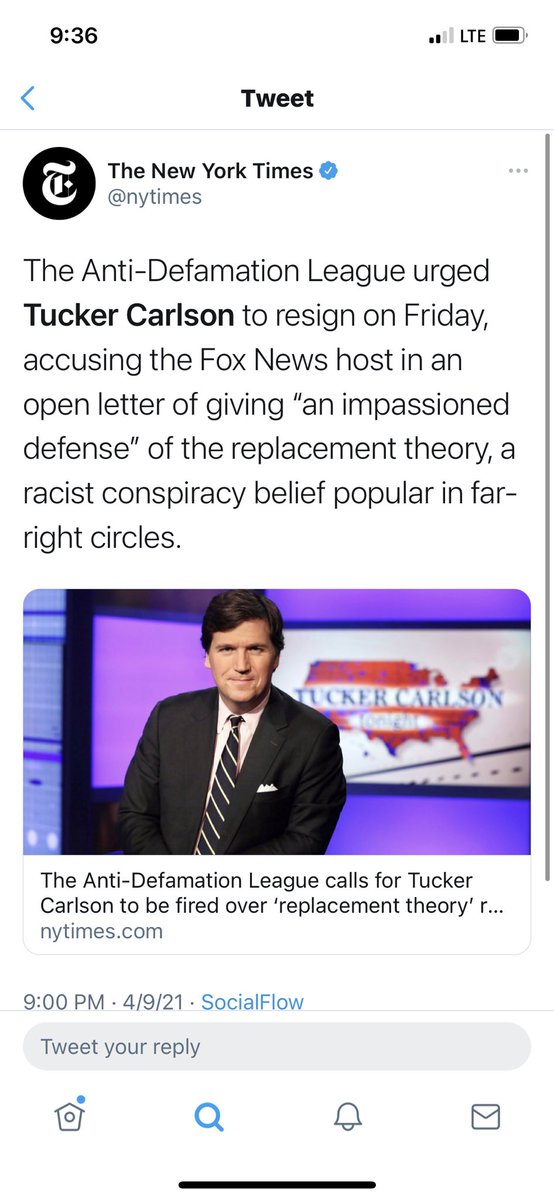 9:36
LTE
Tweet
The New York Times
@nytimes
The Anti-Defamation League urged
Tucker Carlson to resign on Friday,
accusing the Fox News host in an
open letter of giving “an impassioned
defense” of the replacement theory, a
racist conspiracy belief popular in far-
right circles.
TUCKER CARLSON
tonight
The Anti-Defamation League calls for Tucker
Carlson to be fired over ‘replacement theory’ r...
nytimes.com
9:00 PM · 4/9/21 · SocialFlow
Tweet your reply